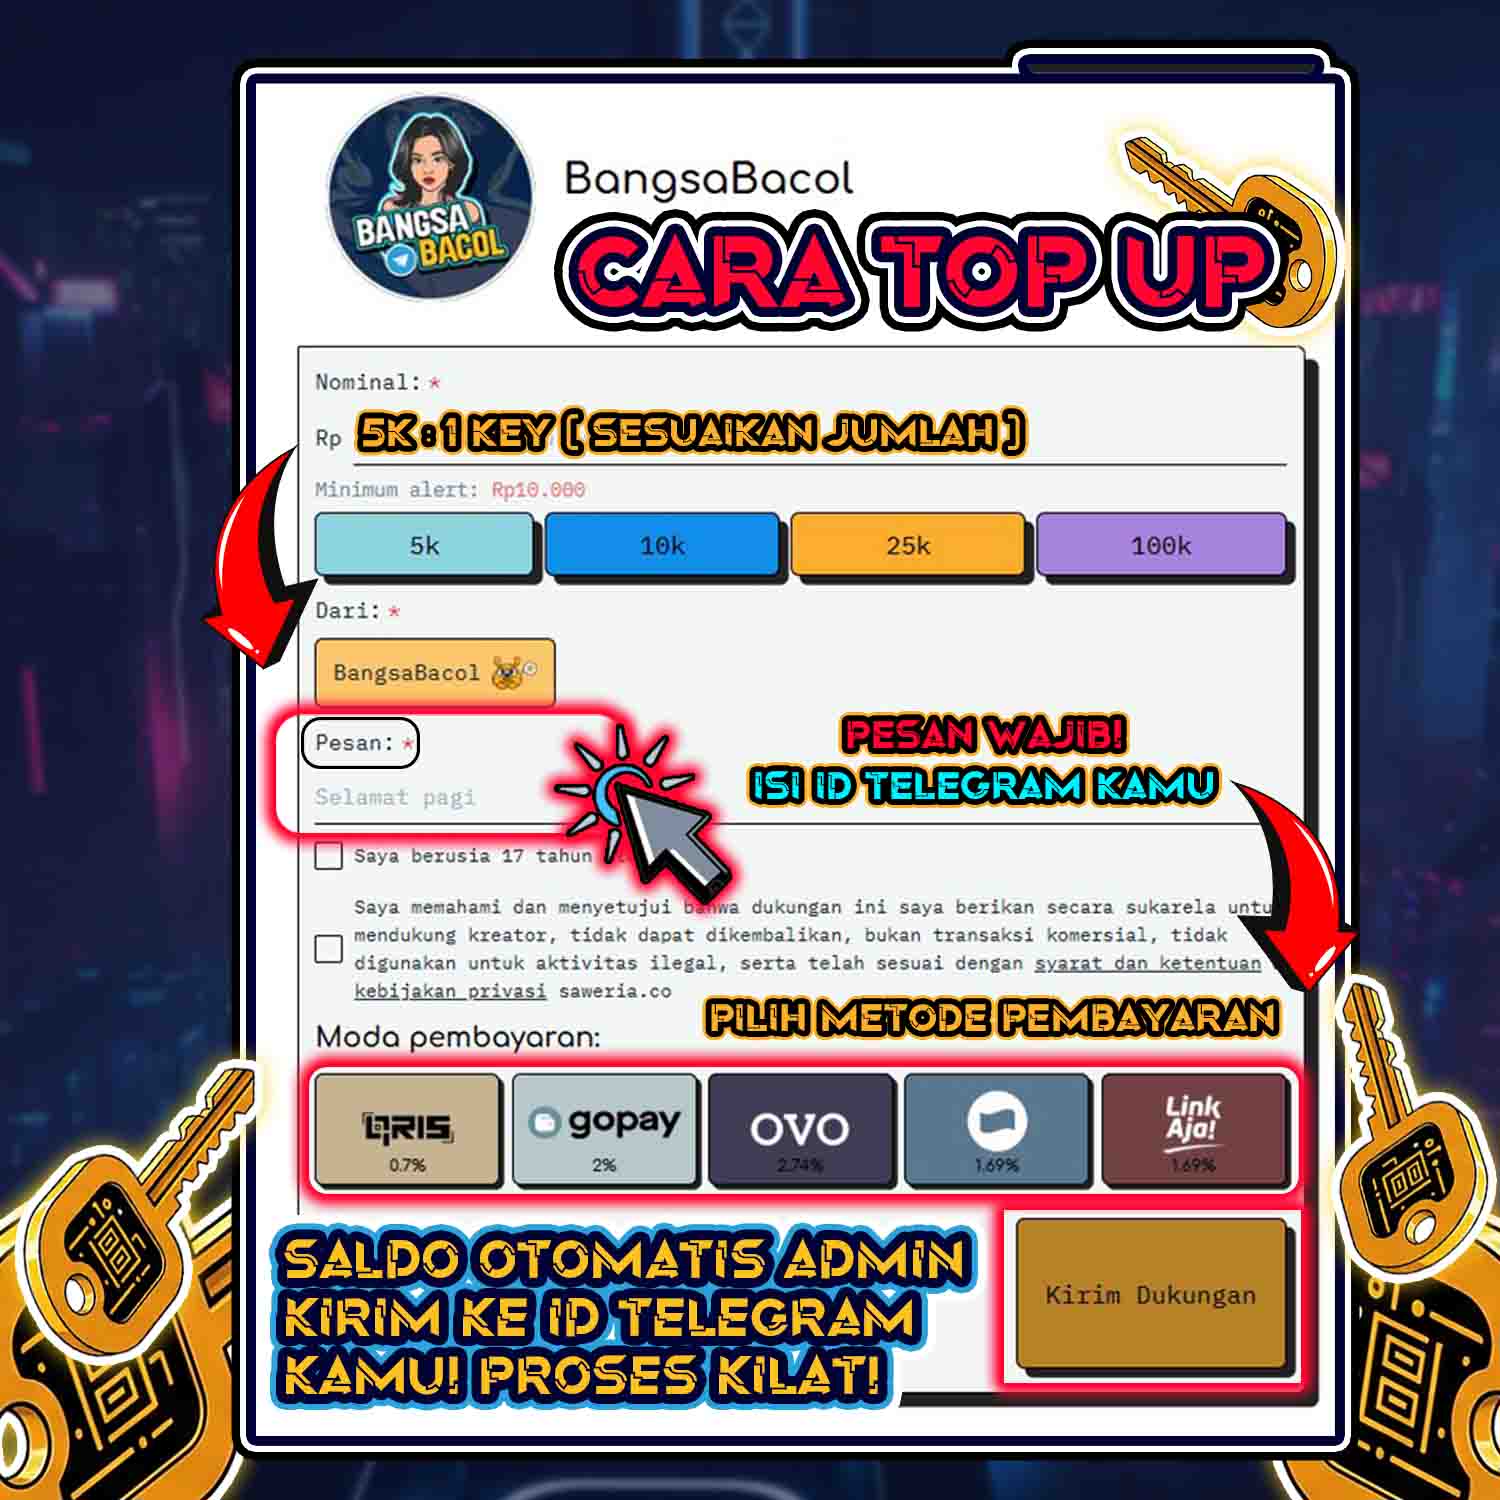 BANGSA
BACOL
BangsaBacol
CARA TOP UP
Nominal: *
Rp
5K : 1 KEY ( SESUAIKAN JUMLAH )
Minimum alert: Rp10.000
5k
10k
25k
100k
Dari: *
BangsaBacol
Pesan: *
Selamat pagi
PESAN WAJIB!
ISI ID TELEGRAM KAMU
Saya berusia 17 tahun
Saya memahami dan menyetujui bahwa dukungan ini saya berikan secara sukarela untu
mendukung kreator, tidak dapat dikembalikan, bukan transaksi komersial, tidak
digunakan untuk aktivitas ilegal, serta telah sesuai dengan syarat dan ketentuan
kebijakan privasi saweria.co
PILIH METODE PEMBAYARAN
Moda pembayaran:
QRIS
0.7%
gopay
2%
OVO
2.74%
1.69%
Link
Aja!
1.69%
SALDO OTOMATIS ADMIN
KIRIM KE ID TELEGRAM
KAMU! PROSES KILAT!
Kirim Dukungan